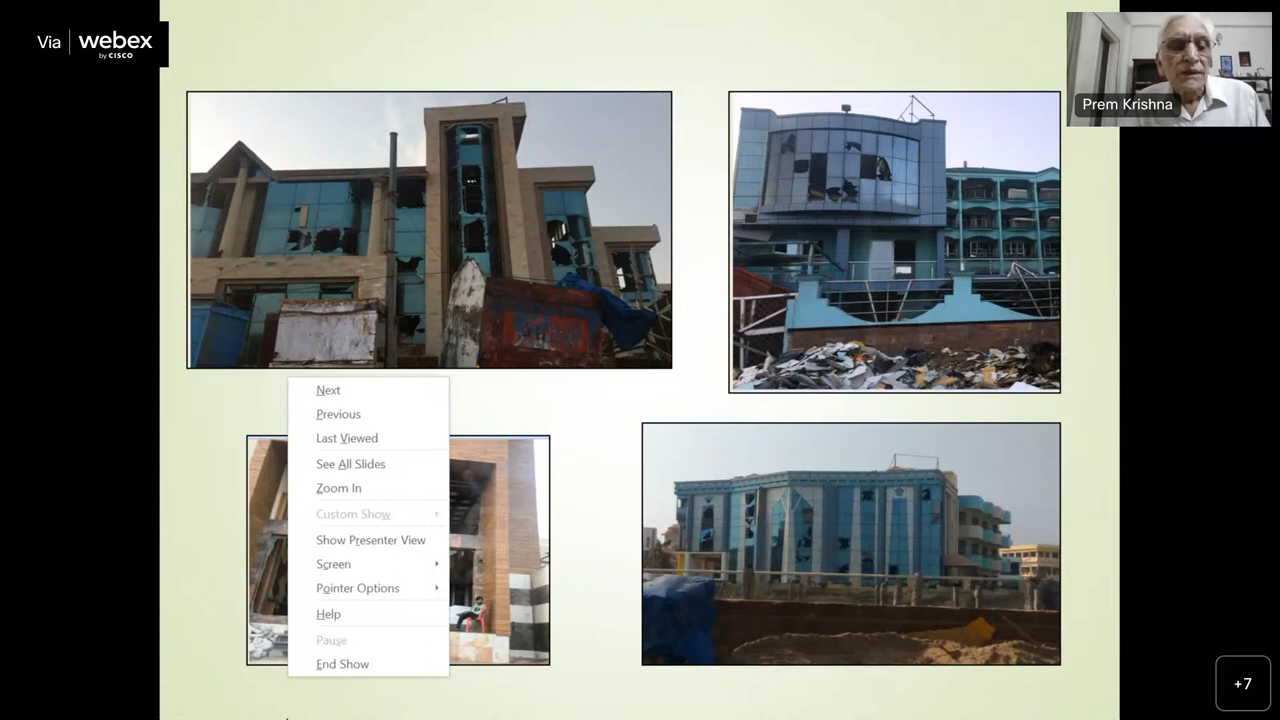 Via webex
by CISCO
Prem Krishna
Next
Previous
Last Viewed
See All Slides
Zoom In
Custom Show
Show Presenter View
Screen
Pointer Options
Help
Pause
End Show
+7